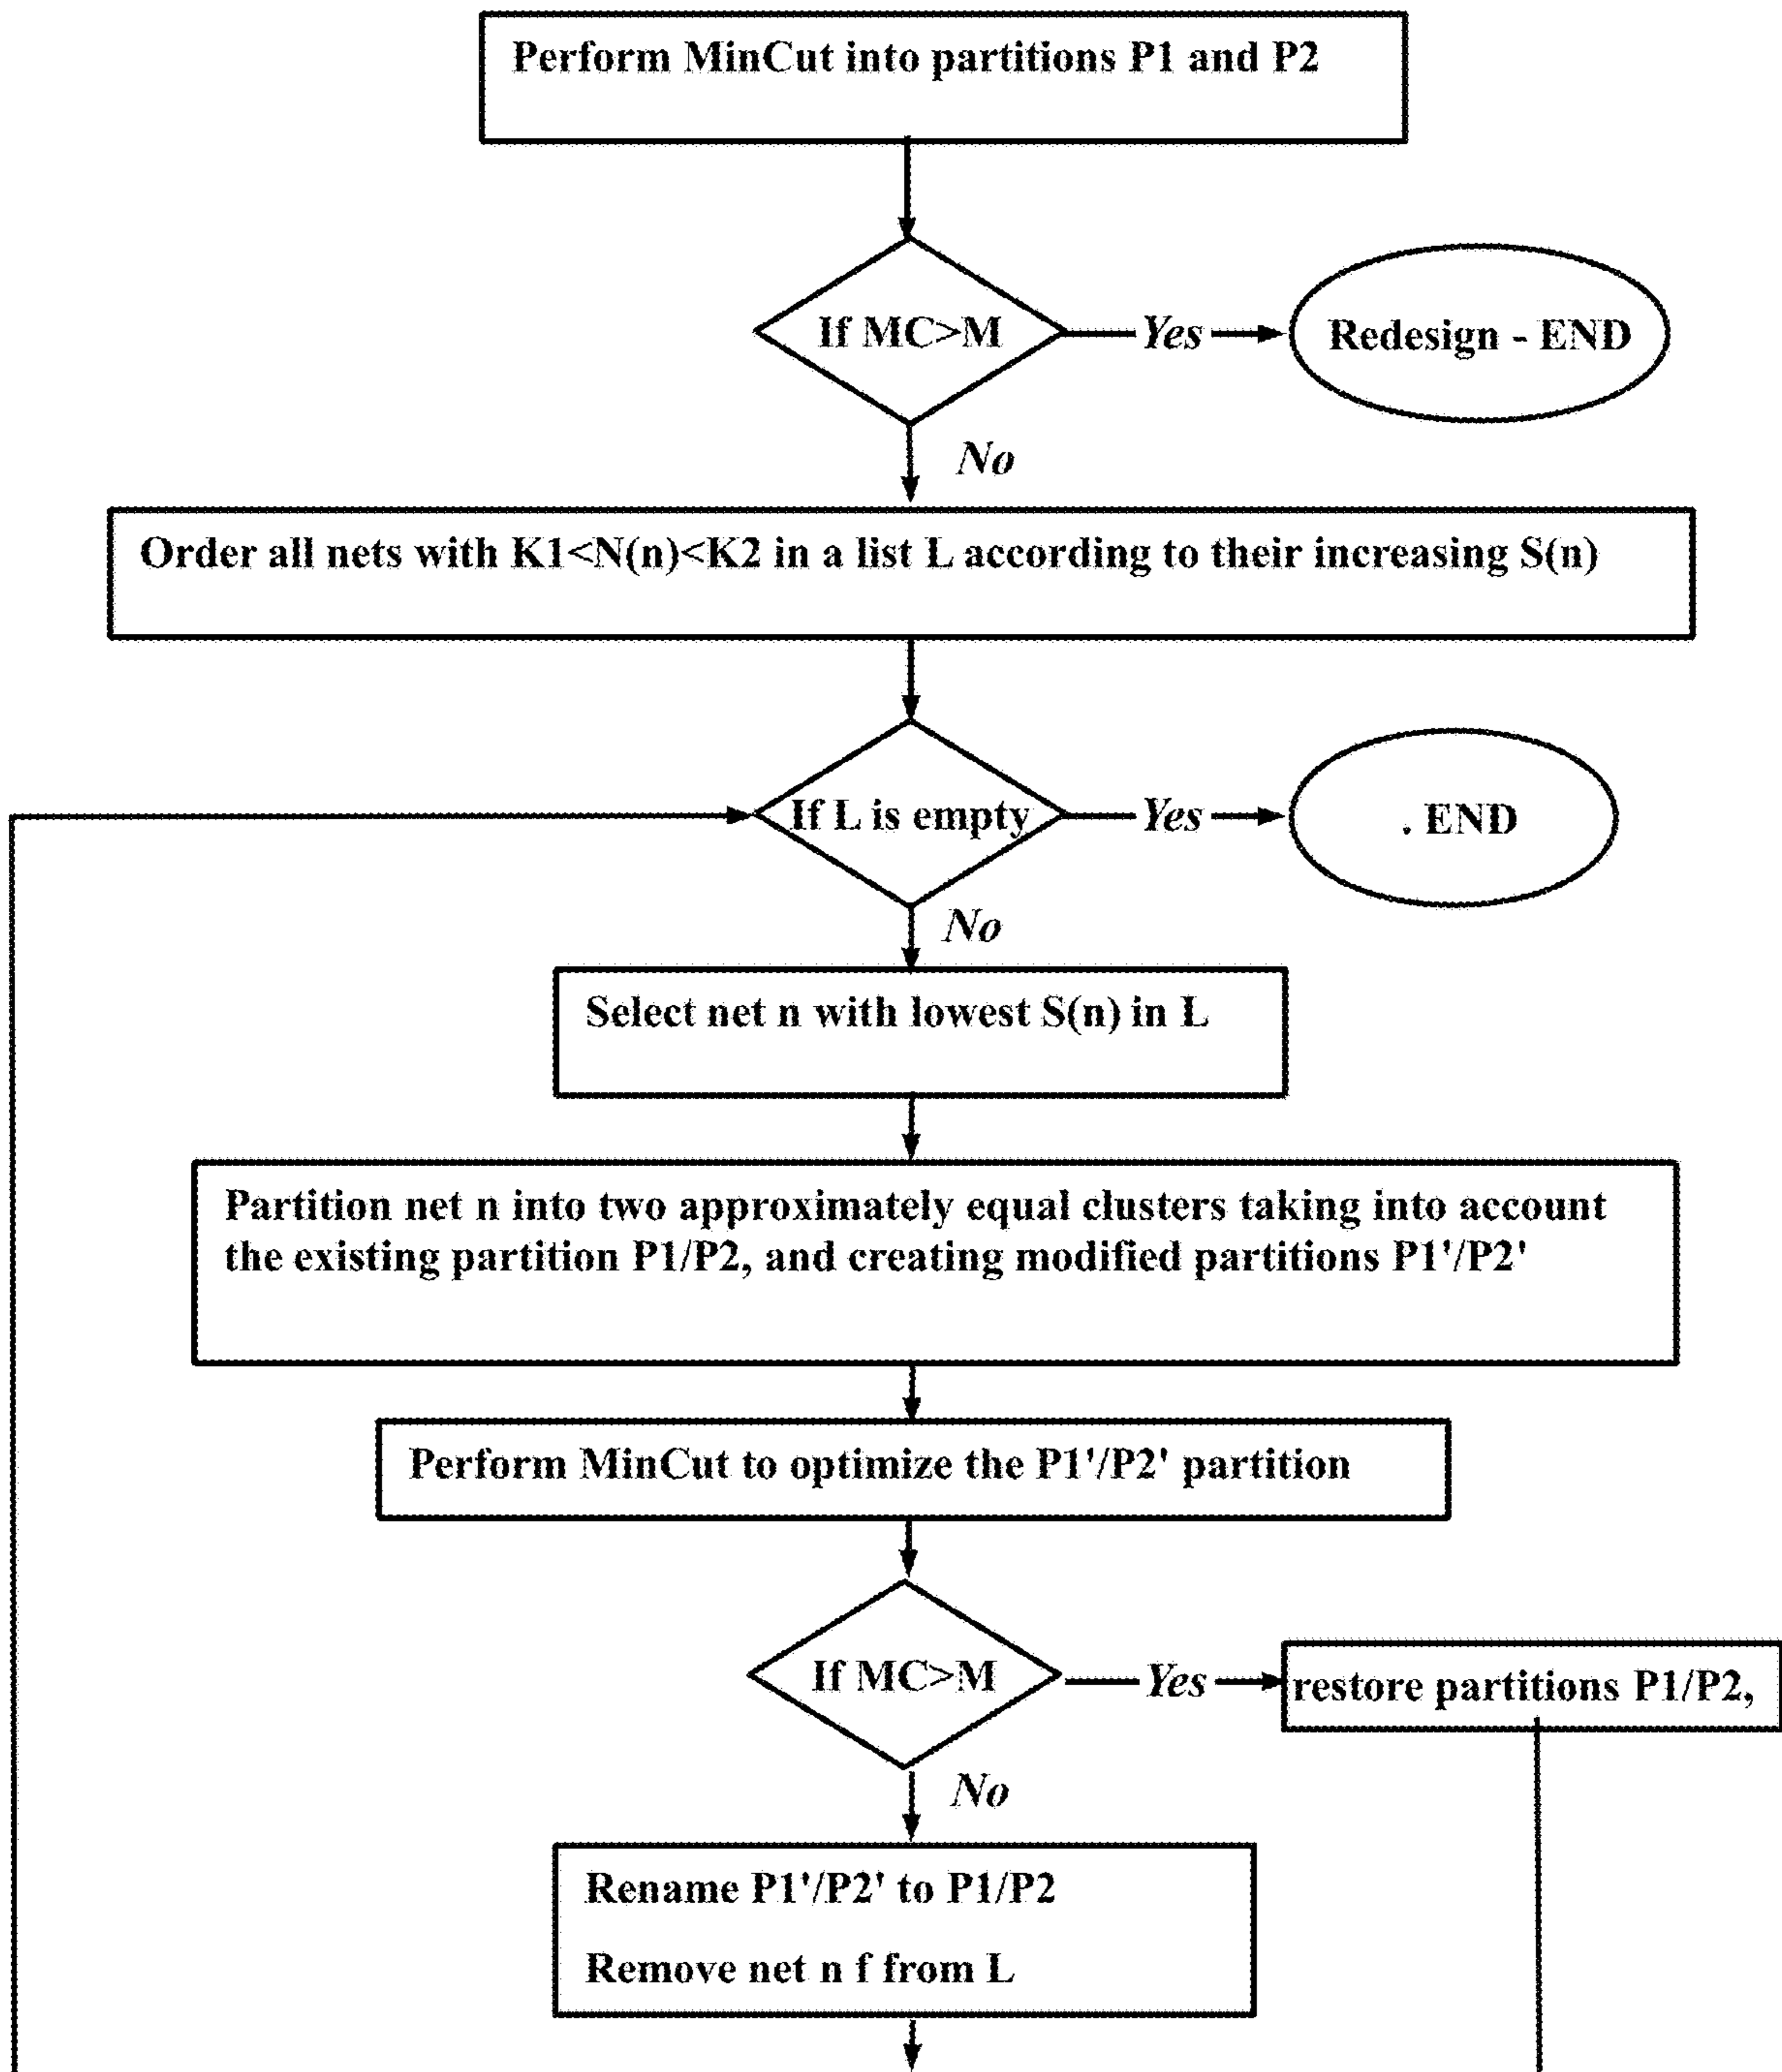 Perform MinCut into partitions P1 and P2
If MC>M
Yes
Redesign - END
No
Order all nets with K1<N(n)<K2 in a list L according to their increasing S(n)
If L is empty
Yes
. END
No
Select net n with lowest S(n) in L
Partition net n into two approximately equal clusters taking into account
the existing partition P1/P2, and creating modified partitions P1'/P2'
Perform MinCut to optimize the P1'/P2' partition
If MC>M
Yes
restore partitions P1/P2,
No
Rename P1'/P2' to P1/P2
Remove net n f from L